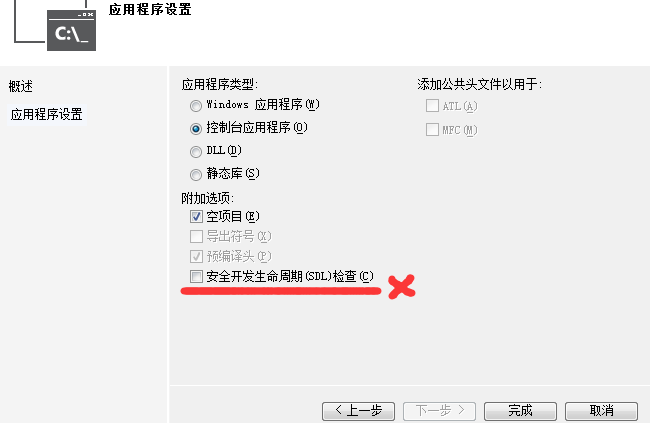 应用程序设置
C:\_
概述
应用程序设置
应用程序类型:
Windows 应用程序(W)
控制台应用程序(O)
DLL(D)
静态库(S)
添加公共头文件以用于:
ATL(A)
MFC(M)
附加选项:
空项目(E)
导出符号(X)
预编译头(P)
安全开发生命周期(SDL)检查(C)
< 上一步
下一步 >
完成
取消